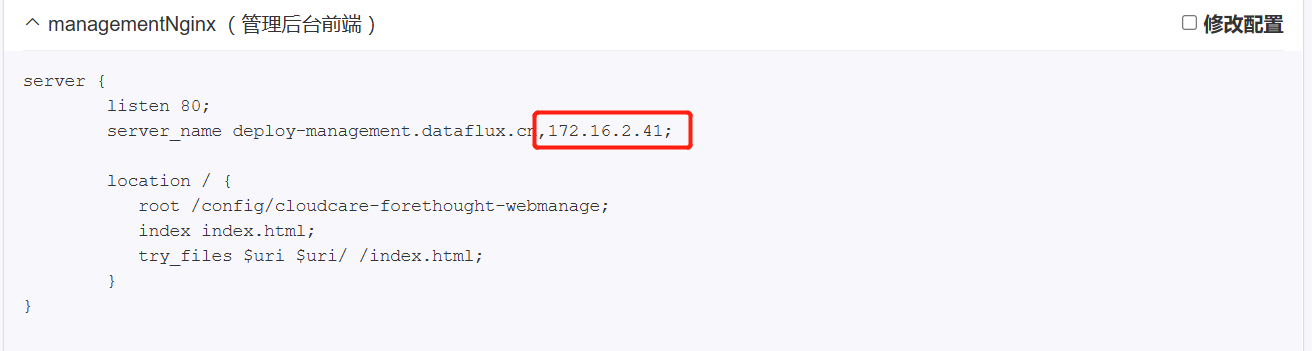 managementNginx （管理后台前端）
修改配置
server {
listen 80;
server_name deploy-management.dataflux.cn,172.16.2.41;
location / {
root /config/cloudcare-forethought-webmanage;
index index.html;
try_files $uri $uri/ /index.html;
}
}